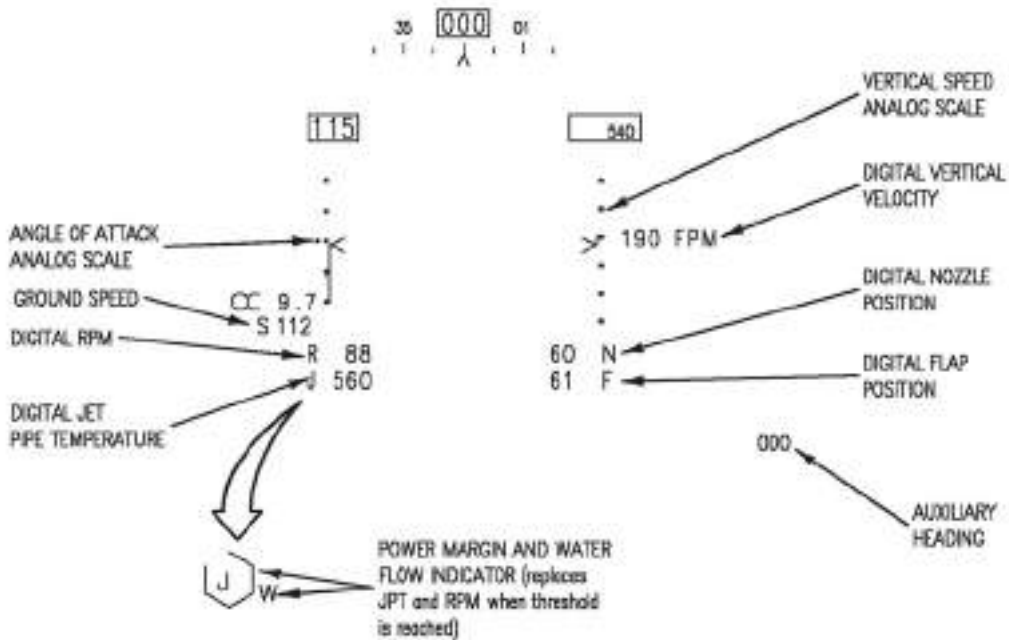 35 000 01
115
540
VERTICAL SPEED
ANALOG SCALE
DIGITAL VERTICAL
VELOCITY
190 FPM
ANGLE OF ATTACK
ANALOG SCALE
GROUND SPEED
DIGITAL RPM
DIGITAL JET
PIPE TEMPERATURE
9.7
S 112
R 88
J 560
60 N
61 F
DIGITAL NOZZLE
POSITION
DIGITAL FLAP
POSITION
000
AUXILIARY
HEADING
J
W
POWER MARGIN AND WATER
FLOW INDICATOR (replaces
JPT and RPM when threshold
is reached)